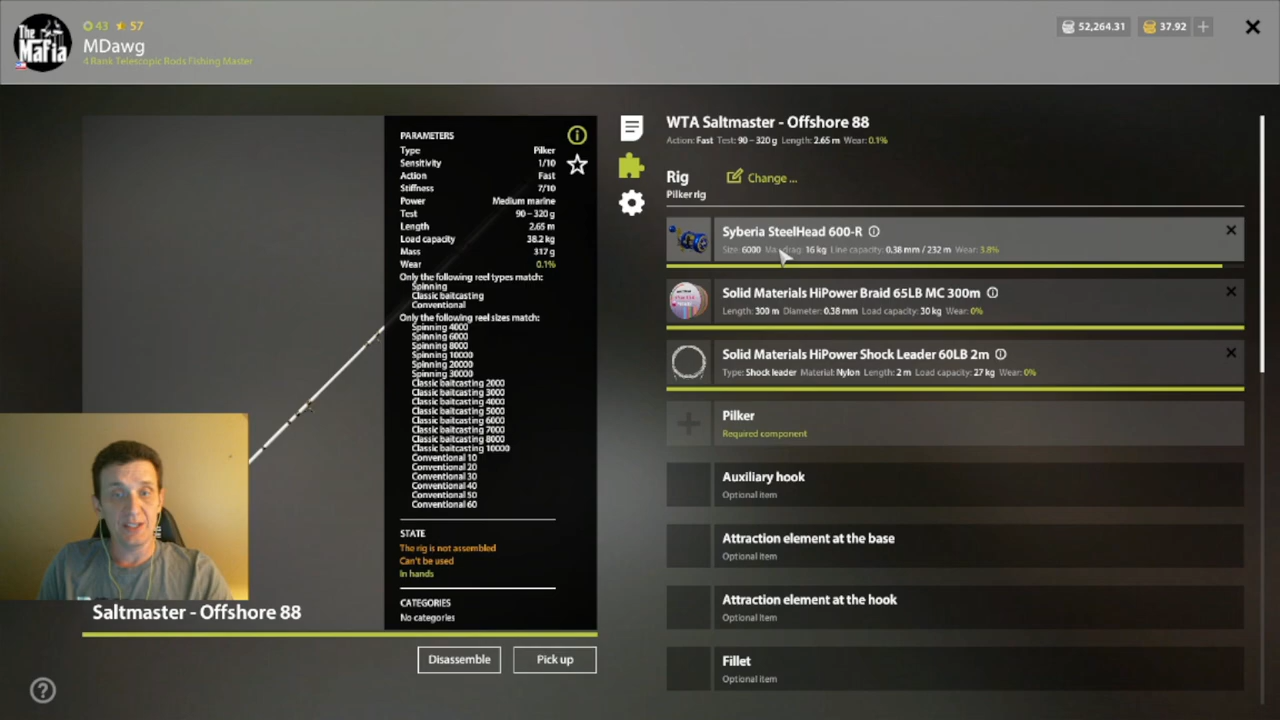 The
Mafia
43 57
MDawg
4 Rank Telescopic Rods Fishing Master
52,264.31 37.92 +
PARAMETERS
Type Pilker
Sensitivity 1/10
Action Fast
Stiffness 7/10
Power Medium marine
Test 90 – 320 g
Length 2.65 m
Load capacity 38.2 kg
Mass 317 g
Wear 0.1%
Only the following reel types match:
Spinning
Classic baitcasting
Conventional
Only the following reel sizes match:
Spinning 4000
Spinning 6000
Spinning 8000
Spinning 10000
Spinning 20000
Spinning 30000
Classic baitcasting 2000
Classic baitcasting 3000
Classic baitcasting 4000
Classic baitcasting 5000
Classic baitcasting 6000
Classic baitcasting 7000
Classic baitcasting 8000
Classic baitcasting 10000
Conventional 10
Conventional 20
Conventional 30
Conventional 40
Conventional 50
Conventional 60
STATE
The rig is not assembled
Can't be used
In hands
CATEGORIES
No categories
Saltmaster - Offshore 88
Disassemble Pick up
WTA Saltmaster - Offshore 88
Action: Fast Test: 90 – 320 g Length: 2.65 m Wear: 0.1%
Rig Change ...
Pilker rig
Syberia SteelHead 600-R
Size: 6000 Max drag: 16 kg Line capacity: 0.38 mm / 232 m Wear: 3.8%
Solid Materials HiPower Braid 65LB MC 300m
Length: 300 m Diameter: 0.38 mm Load capacity: 30 kg Wear: 0%
Solid Materials HiPower Shock Leader 60LB 2m
Type: Shock leader Material: Nylon Length: 2 m Load capacity: 27 kg Wear: 0%
Pilker
Required component
Auxiliary hook
Optional item
Attraction element at the base
Optional item
Attraction element at the hook
Optional item
Fillet
Optional item